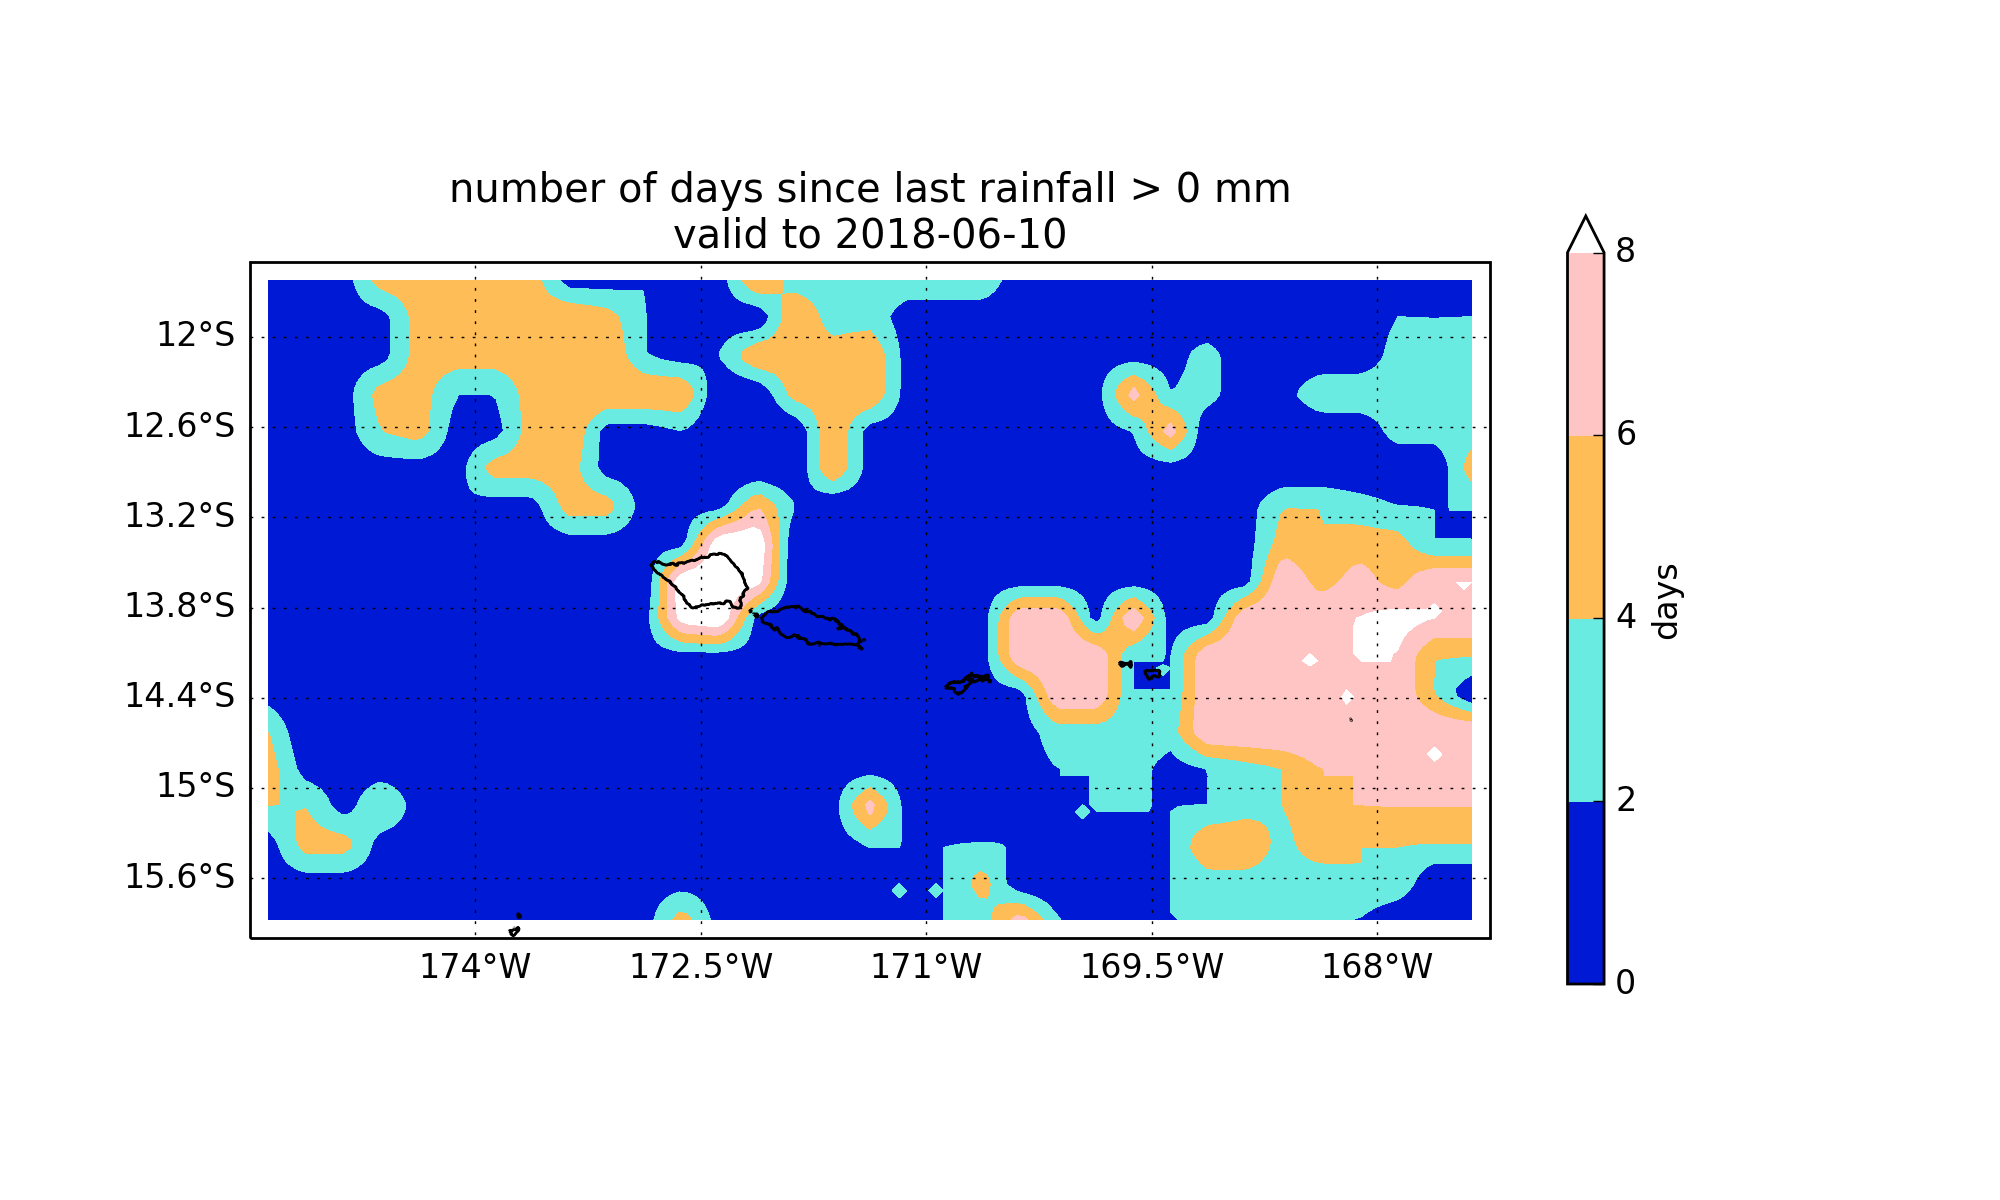 number of days since last rainfall > 0 mm
valid to 2018-06-10
12°S
12.6°S
13.2°S
13.8°S
14.4°S
15°S
15.6°S
174°W
172.5°W
171°W
169.5°W
168°W
8
6
4
2
0
days